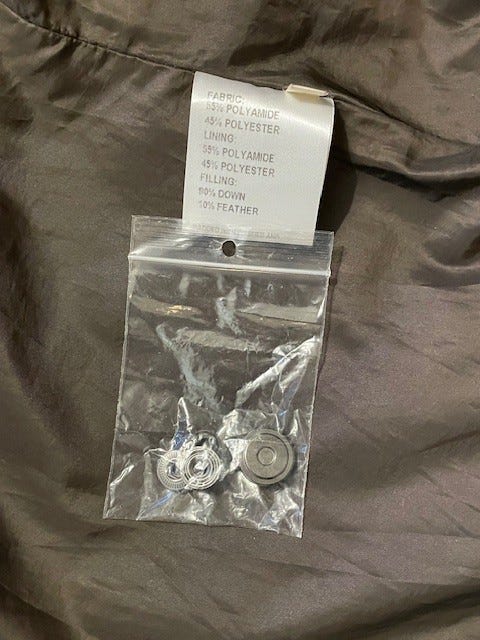 FABRIC:
55% POLYAMIDE
45% POLYESTER
LINING:
55% POLYAMIDE
45% POLYESTER
FILLING:
90% DOWN
10% FEATHER